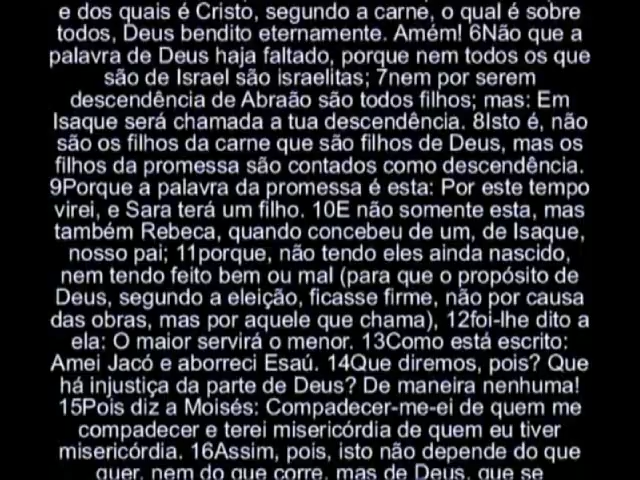 e dos quais é Cristo, segundo a carne, o qual é sobre
todos, Deus bendito eternamente. Amém! 6Não que a
palavra de Deus haja faltado, porque nem todos os que
são de Israel são israelitas; 7nem por serem
descendência de Abraão são todos filhos; mas: Em
Isaque será chamada a tua descendência. 8Isto é, não
são os filhos da carne que são filhos de Deus, mas os
filhos da promessa são contados como descendência.
9Porque a palavra da promessa é esta: Por este tempo
virei, e Sara terá um filho. 10E não somente esta, mas
também Rebeca, quando concebeu de um, de Isaque,
nosso pai; 11porque, não tendo eles ainda nascido,
nem tendo feito bem ou mal (para que o propósito de
Deus, segundo a eleição, ficasse firme, não por causa
das obras, mas por aquele que chama), 12foi-lhe dito a
ela: O maior servirá o menor. 13Como está escrito:
Amei Jacó e aborreci Esaú. 14Que diremos, pois? Que
há injustiça da parte de Deus? De maneira nenhuma!
15Pois diz a Moisés: Compadecer-me-ei de quem me
compadecer e terei misericórdia de quem eu tiver
misericórdia. 16Assim, pois, isto não depende do que
quer, nem do que corre, mas de Deus, que se